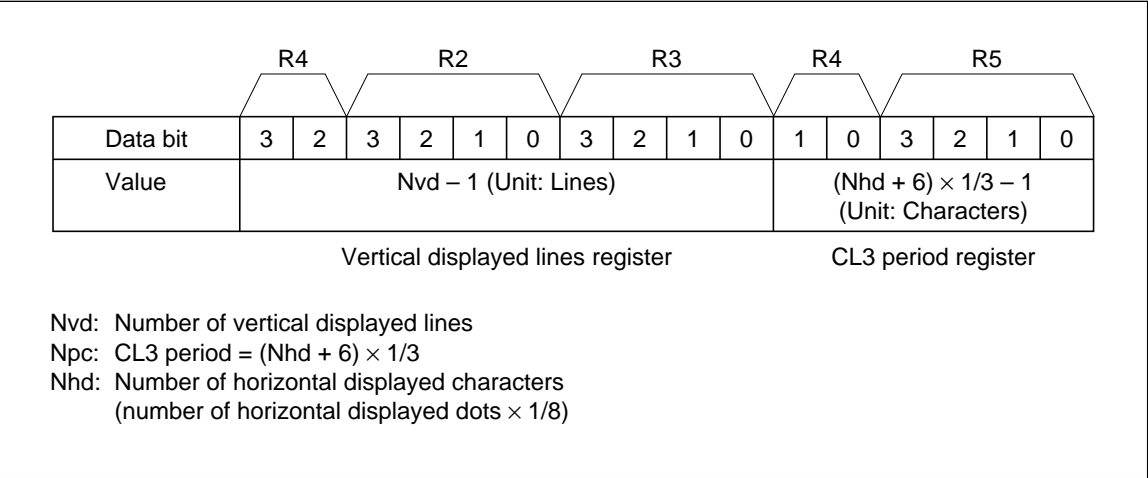 R4 R2 R3 R4 R5
Data bit 3 2 3 2 1 0 3 2 1 0 1 0 3 2 1 0
Value Nvd – 1 (Unit: Lines) (Nhd + 6) × 1/3 – 1
(Unit: Characters)
Vertical displayed lines register CL3 period register
Nvd: Number of vertical displayed lines
Npc: CL3 period = (Nhd + 6) × 1/3
Nhd: Number of horizontal displayed characters
(number of horizontal displayed dots × 1/8)